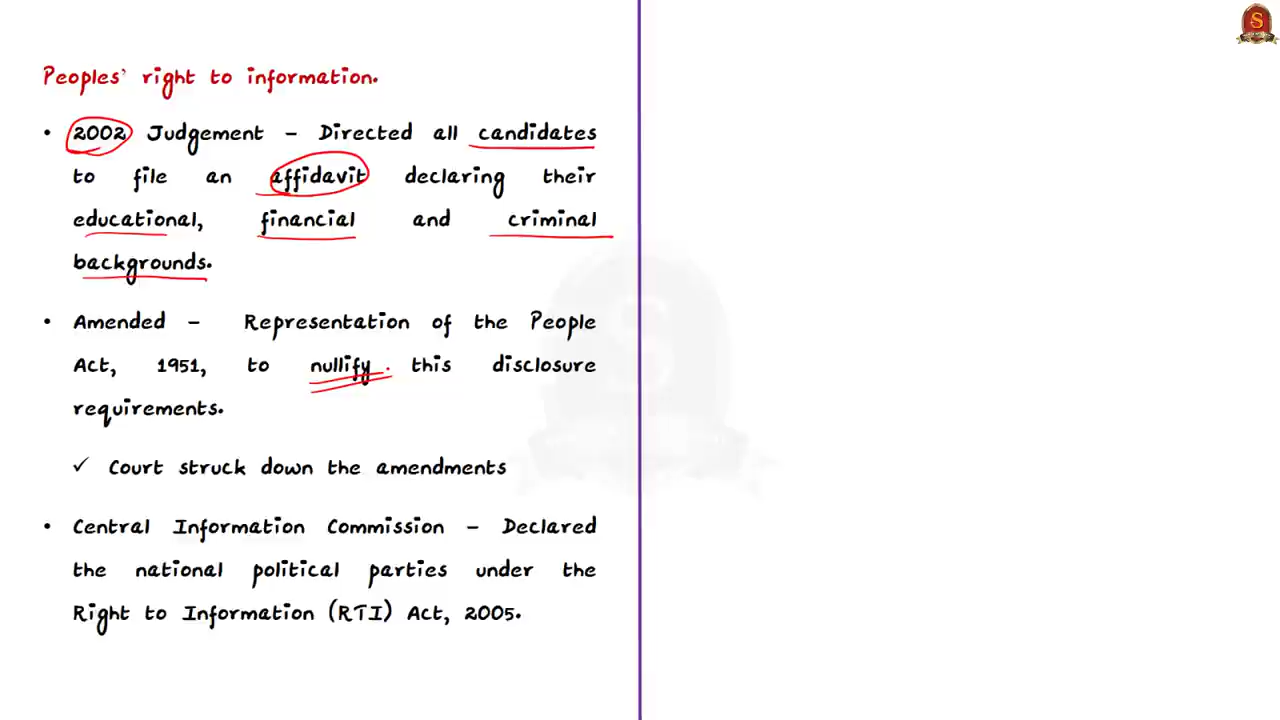 Peoples' right to information.
• 2002 Judgement – Directed all candidates
to file an affidavit declaring their
educational, financial and criminal
backgrounds.
• Amended – Representation of the People
Act, 1951, to nullify this disclosure
requirements.
✓ Court struck down the amendments
• Central Information Commission – Declared
the national political parties under the
Right to Information (RTI) Act, 2005.
S